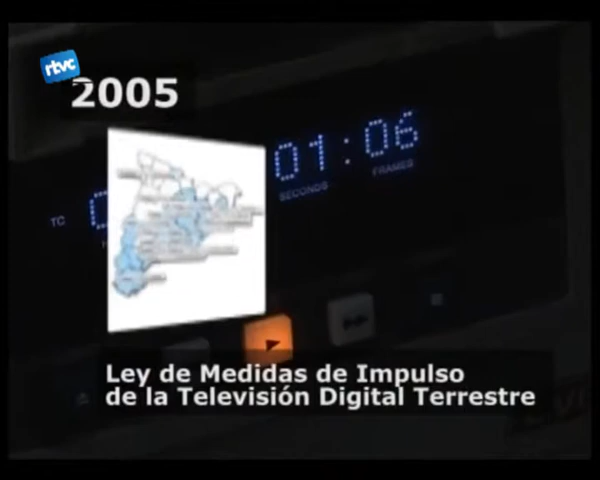 rtvc
2005
01:06
TC
SECONDS
FRAMES
Ley de Medidas de Impulso
de la Televisión Digital Terrestre